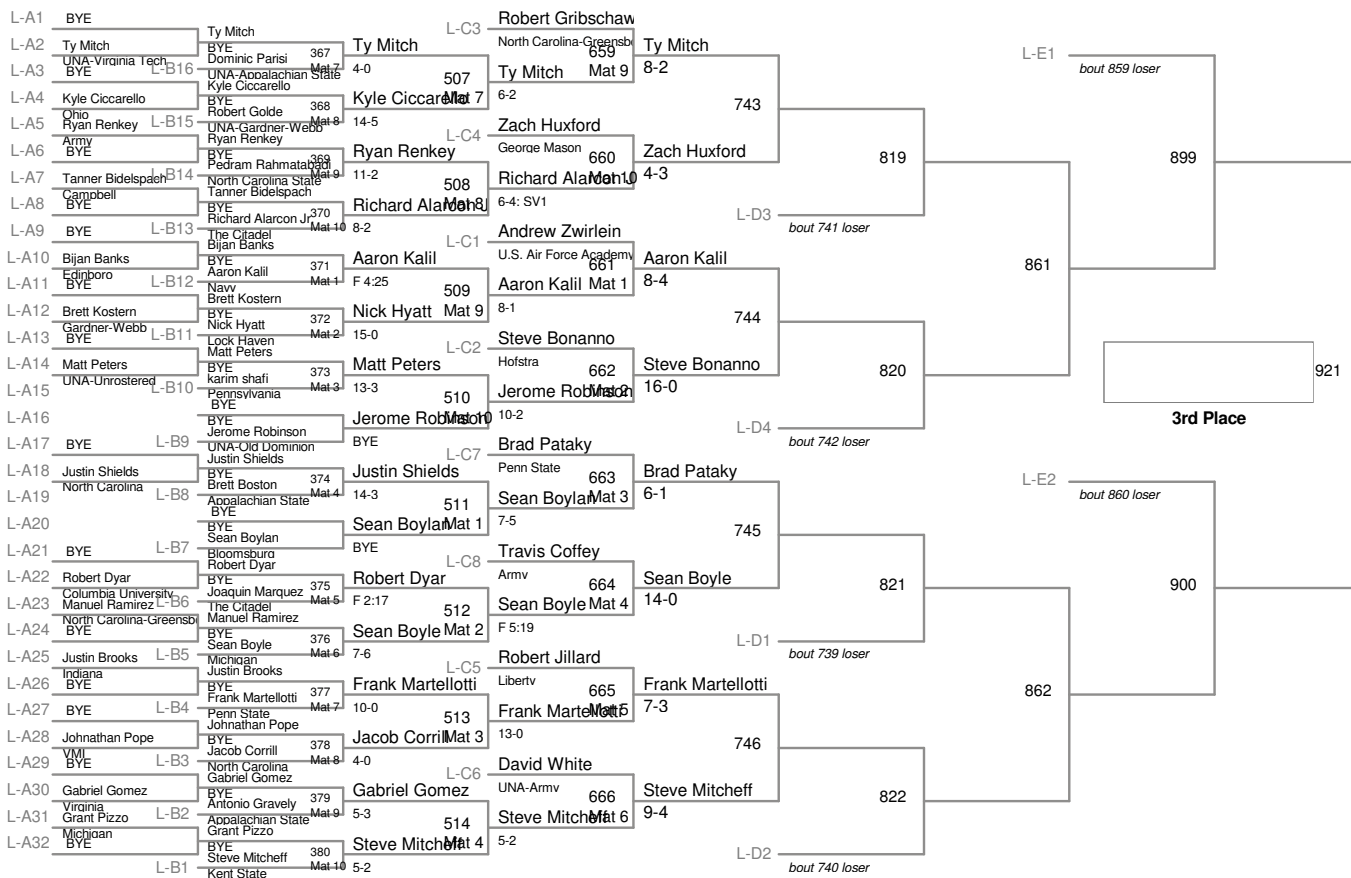 L-A1
BYE
L-A2
Ty Mitch
UNA-Virginia Tech
L-A3
BYE
L-A4
Kyle Ciccarello
Ohio
L-A5
Ryan Renkey
Army
L-A6
BYE
L-A7
Tanner Bidelspach
Campbell
L-A8
BYE
L-A9
BYE
L-A10
Bijan Banks
Edinboro
L-A11
BYE
L-A12
Brett Kostern
Gardner-Webb
L-A13
BYE
L-A14
Matt Peters
UNA-Unrostered
L-A15
L-A16
L-A17
BYE
L-A18
Justin Shields
North Carolina
L-A19
L-A20
L-A21
BYE
L-A22
Robert Dyar
Columbia University
L-A23
Manuel Ramirez
North Carolina-Greensb
L-A24
BYE
L-A25
Justin Brooks
Indiana
L-A26
BYE
L-A27
BYE
L-A28
Johnathan Pope
VMI
L-A29
BYE
L-A30
Gabriel Gomez
Virginia
L-A31
Grant Pizzo
Michigan
L-A32
BYE
Ty Mitch
BYE
367
Mat 7
L-B16
Dominic Parisi
UNA-Appalachian State
Kyle Ciccarello
BYE
368
Mat 8
L-B15
Robert Golde
UNA-Gardner-Webb
Ryan Renkey
BYE
369
Mat 9
L-B14
Pedram Rahmatabadi
North Carolina State
Tanner Bidelspach
BYE
370
Mat 10
L-B13
Richard Alarcon Jr.
The Citadel
Bijan Banks
BYE
371
Mat 1
L-B12
Aaron Kalil
Navy
Brett Kostern
BYE
372
Mat 2
L-B11
Nick Hyatt
Lock Haven
Matt Peters
BYE
373
Mat 3
L-B10
karim shafi
Pennsylvania
BYE
BYE
L-B9
Jerome Robinson
UNA-Old Dominion
Justin Shields
BYE
374
Mat 4
L-B8
Brett Boston
Appalachian State
BYE
BYE
L-B7
Sean Boylan
Bloomsburg
Robert Dyar
BYE
375
Mat 5
L-B6
Joaquin Marquez
The Citadel
Manuel Ramirez
BYE
376
Mat 6
L-B5
Sean Boyle
Michigan
Justin Brooks
BYE
377
Mat 7
L-B4
Frank Martellotti
Penn State
Johnathan Pope
BYE
378
Mat 8
L-B3
Jacob Corrill
North Carolina
Gabriel Gomez
BYE
379
Mat 9
L-B2
Antonio Gravely
Appalachian State
Grant Pizzo
BYE
380
Mat 10
L-B1
Steve Mitcheff
Kent State
Ty Mitch
4-0
507
Mat 7
Kyle Ciccarello
14-5
Ryan Renkey
11-2
508
Mat 8
Richard Alarcon J
8-2
Aaron Kalil
F 4:25
509
Mat 9
Nick Hyatt
15-0
Matt Peters
13-3
510
Mat 10
Jerome Robinson
BYE
Justin Shields
14-3
511
Mat 1
Sean Boylan
BYE
Robert Dyar
F 2:17
512
Mat 2
Sean Boyle
7-6
Frank Martellotti
10-0
513
Mat 3
Jacob Corrill
4-0
Gabriel Gomez
5-3
514
Mat 4
Steve Mitcheff
5-2
L-C3
Robert Gribschaw
North Carolina-Greensb
659
Mat 9
Ty Mitch
6-2
L-C4
Zach Huxford
George Mason
660
Mat 10
Richard Alarcon J
6-4: SV1
L-C1
Andrew Zwirlein
U.S. Air Force Academy
661
Mat 1
Aaron Kalil
8-1
L-C2
Steve Bonanno
Hofstra
662
Mat 2
Jerome Robinson
10-2
L-C7
Brad Pataky
Penn State
663
Mat 3
Sean Boylan
7-5
L-C8
Travis Coffey
Army
664
Mat 4
Sean Boyle
F 5:19
L-C5
Robert Jillard
Liberty
665
Mat 5
Frank Martellotti
13-0
L-C6
David White
UNA-Army
666
Mat 6
Steve Mitcheff
5-2
Ty Mitch
8-2
743
Zach Huxford
4-3
L-D3
bout 741 loser
Aaron Kalil
8-4
744
Steve Bonanno
16-0
L-D4
bout 742 loser
Brad Pataky
6-1
745
Sean Boyle
14-0
L-D1
bout 739 loser
Frank Martellotti
7-3
746
Steve Mitcheff
9-4
L-D2
bout 740 loser
819
820
821
822
L-E1
bout 859 loser
861
L-E2
bout 860 loser
862
899
900
921
3rd Place